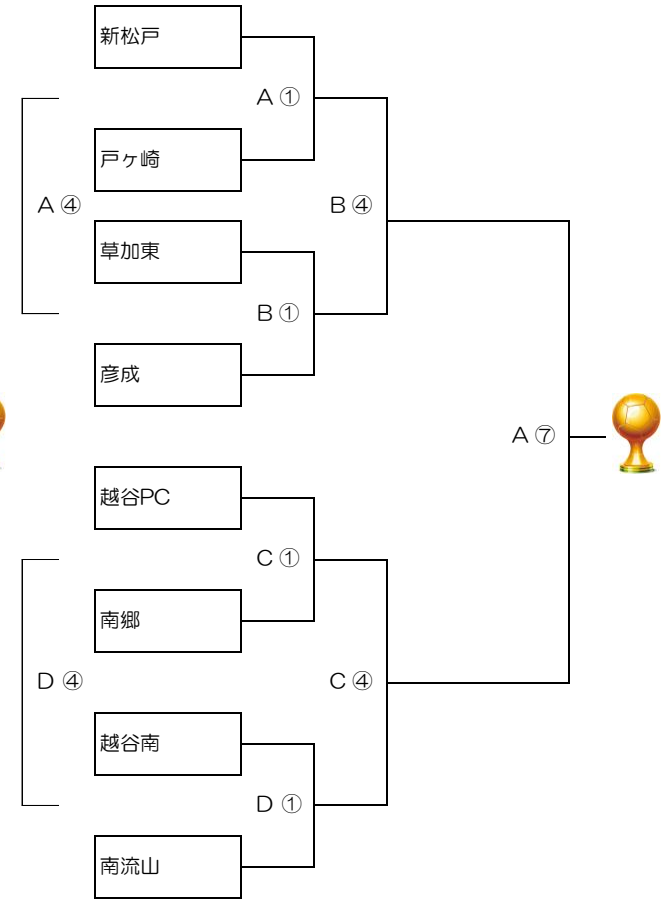 新松戸
A ①
戸ヶ崎
A ④
B ④
草加東
B ①
彦成
A ⑦
越谷PC
C ①
南郷
D ④
C ④
越谷南
D ①
南流山